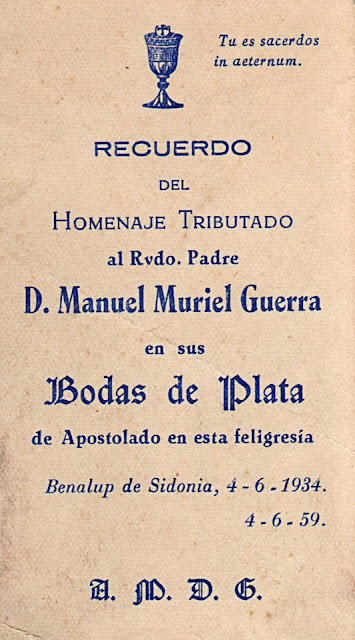 Tu es sacerdos
in aeternum.
RECUERDO
DEL
HOMENAJE TRIBUTADO
al Rvdo. Padre
D. Manuel Muriel Guerra
en sus
Bodas de Plata
de Apostolado en esta feligresía
Benalup de Sidonia, 4-6-1934.
4-6-59.
A. M. D. G.